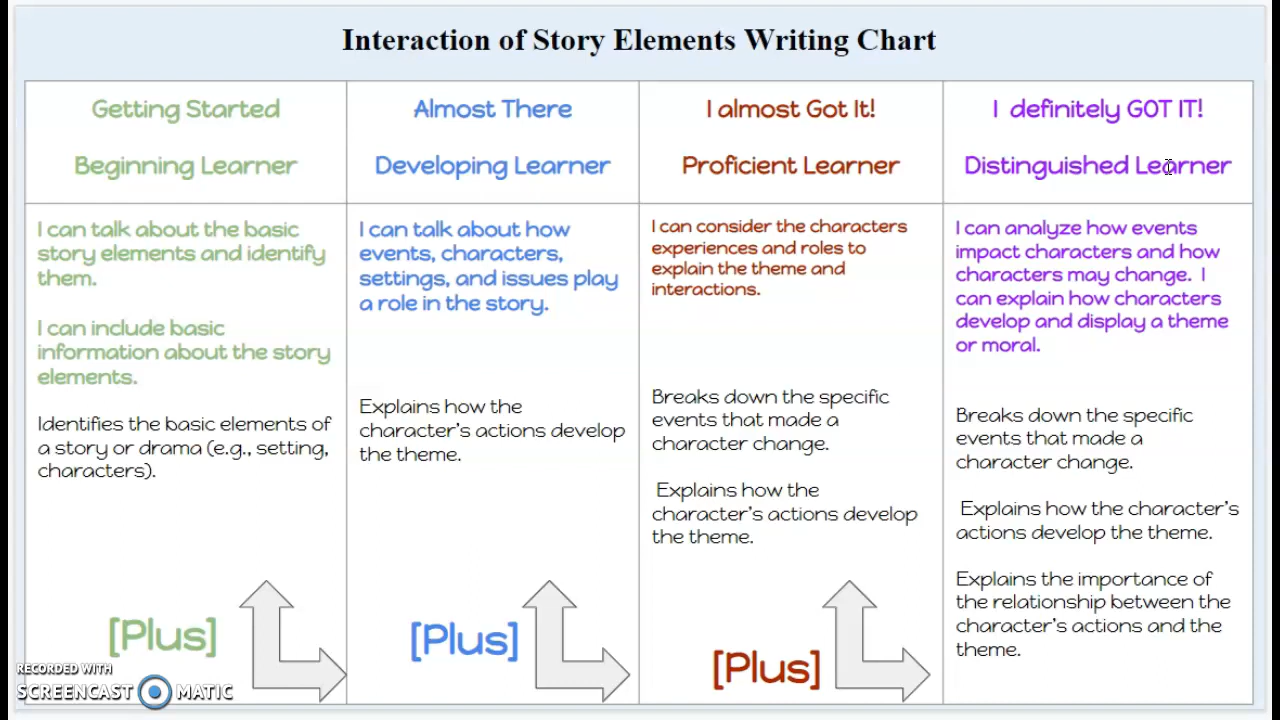 Interaction of Story Elements Writing Chart
Getting Started
Beginning Learner
Almost There
Developing Learner
I almost Got It!
Proficient Learner
I definitely GOT IT!
Distinguished Learner
I can talk about the basic
story elements and identify
them.
I can include basic
information about the story
elements.
Identifies the basic elements of
a story or drama (e.g., setting,
characters).
[Plus]
I can talk about how
events, characters,
settings, and issues play
a role in the story.
Explains how the
character's actions develop
the theme.
[Plus]
I can consider the characters
experiences and roles to
explain the theme and
interactions.
Breaks down the specific
events that made a
character change.
Explains how the
character's actions develop
the theme.
[Plus]
I can analyze how events
impact characters and how
characters may change. I
can explain how characters
develop and display a theme
or moral.
Breaks down the specific
events that made a
character change.
Explains how the character's
actions develop the theme.
Explains the importance of
the relationship between the
character's actions and the
theme.
RECORDED WITH
SCREENCAST MATIC